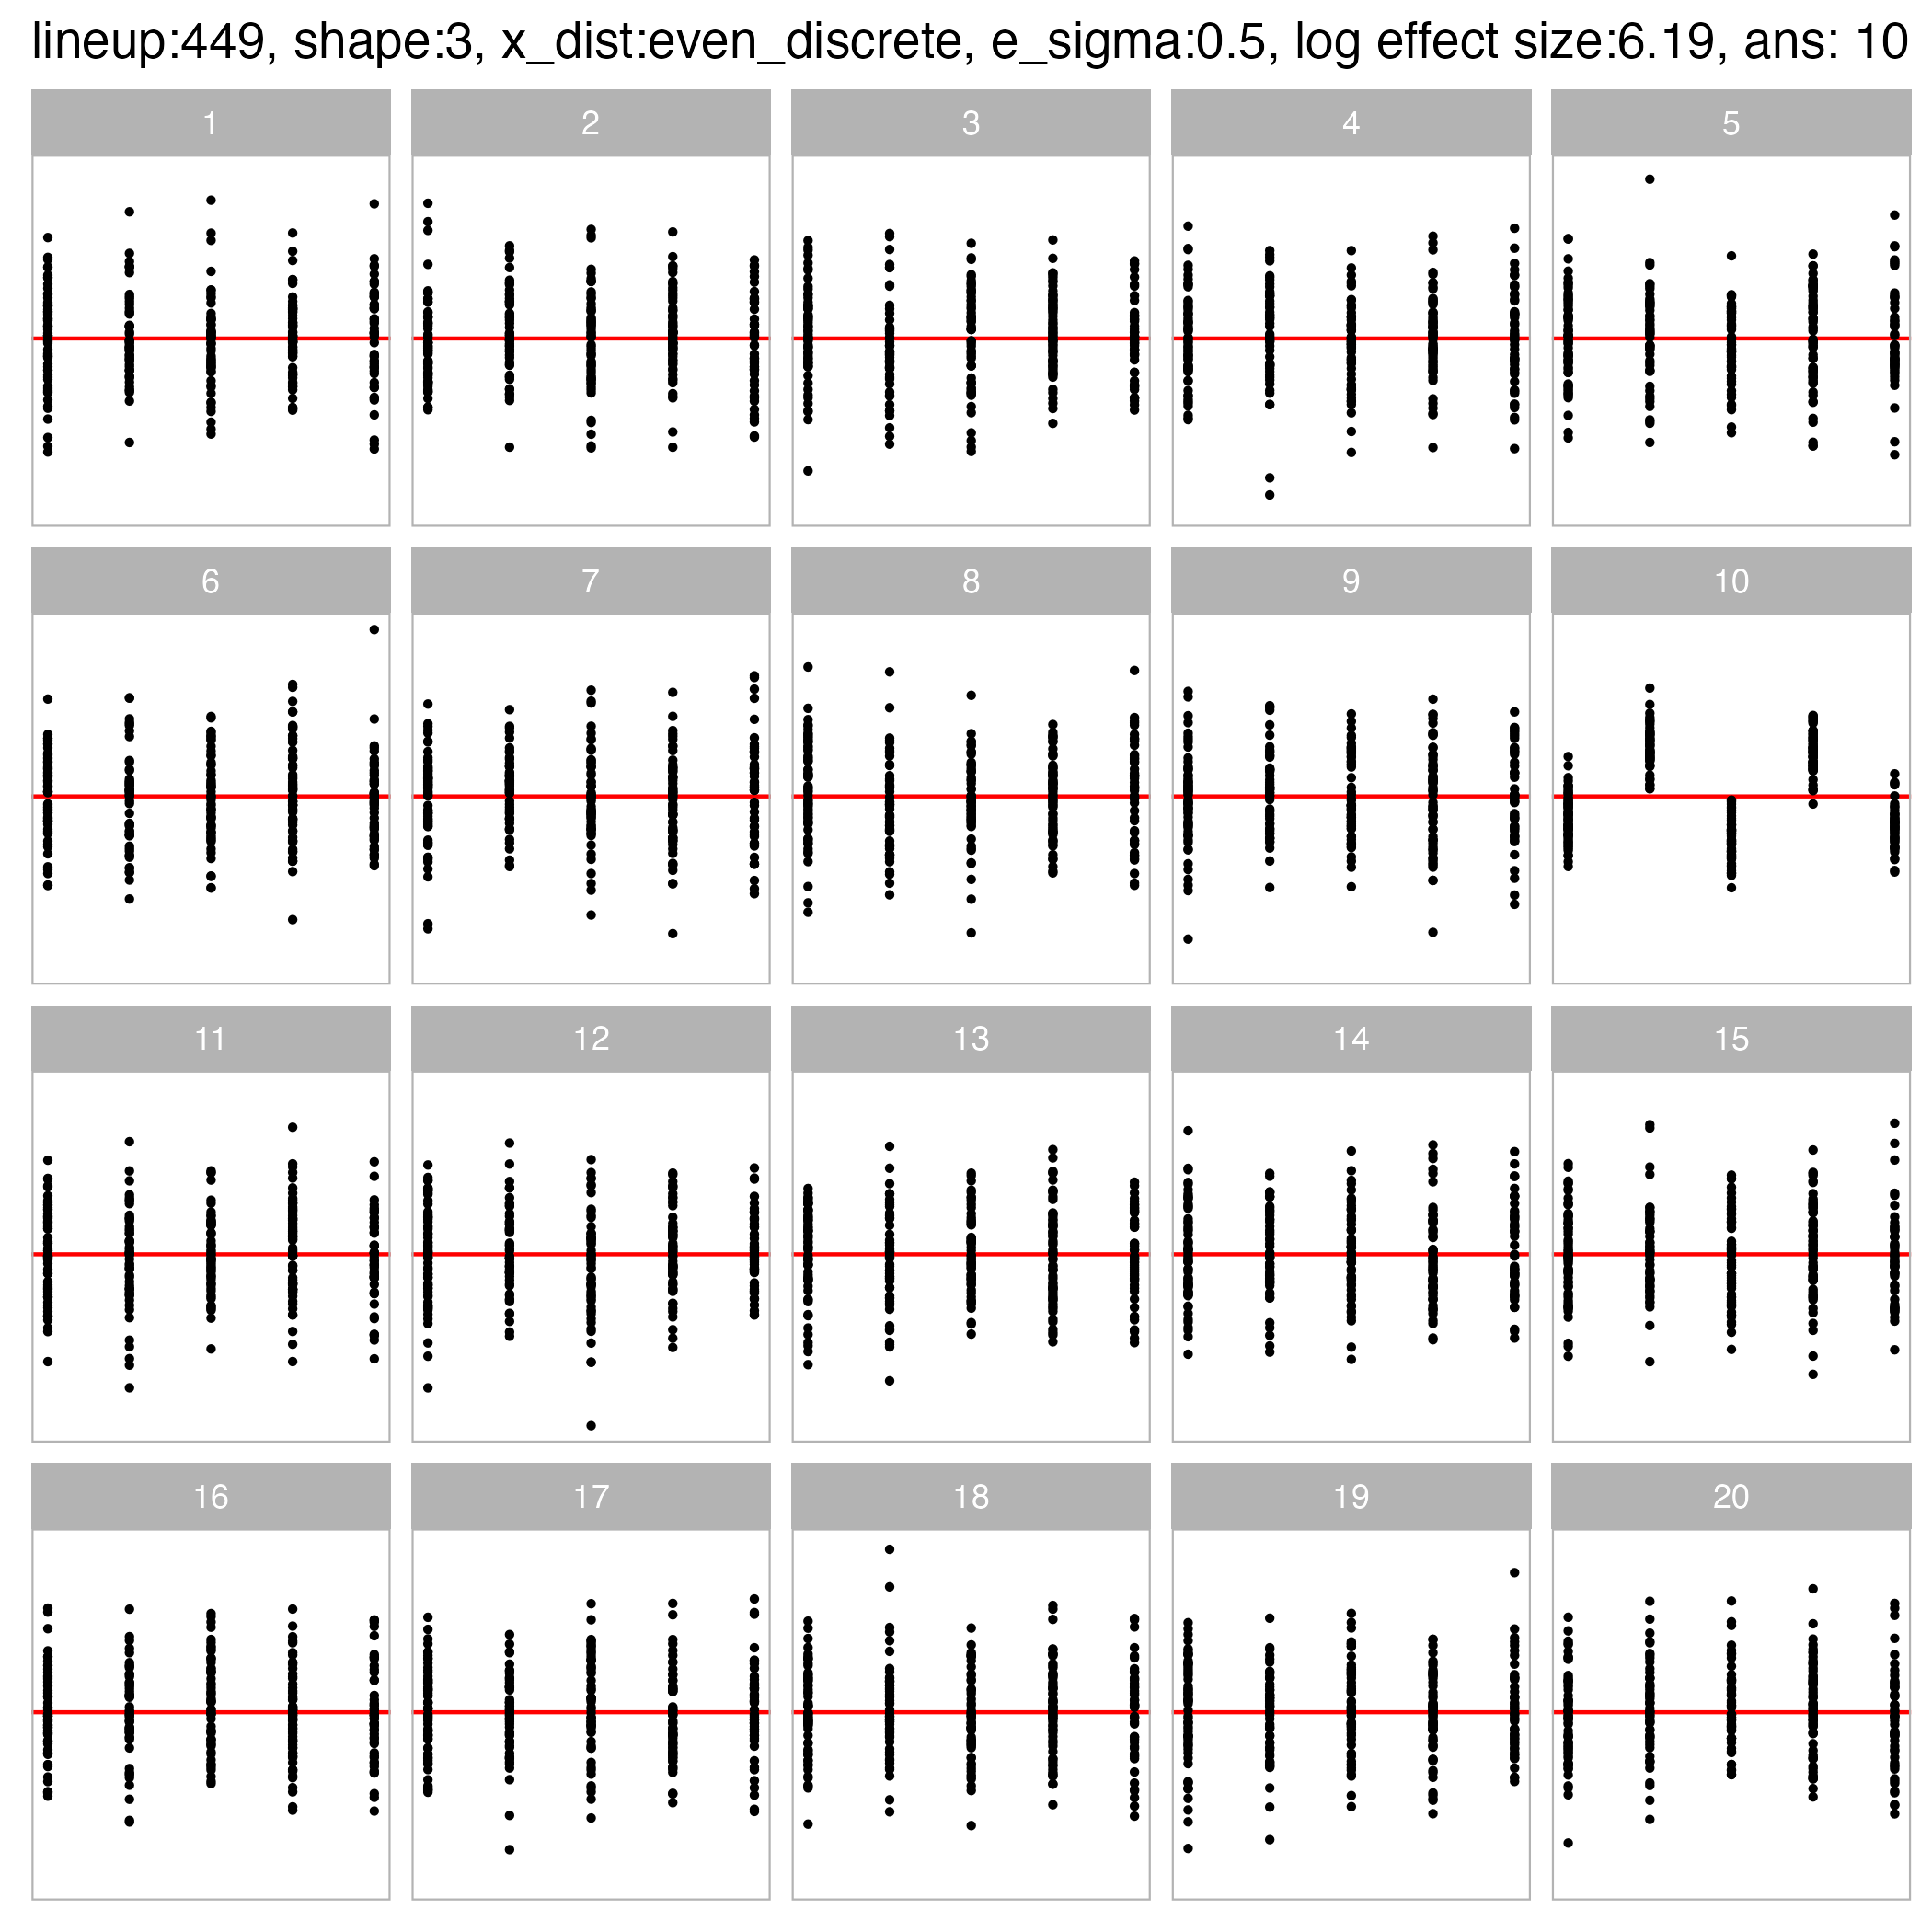 lineup:449, shape:3, x_dist:even_discrete, e_sigma:0.5, log effect size:6.19, ans: 10
1 2 3 4 5
6 7 8 9 10
11 12 13 14 15
16 17 18 19 20